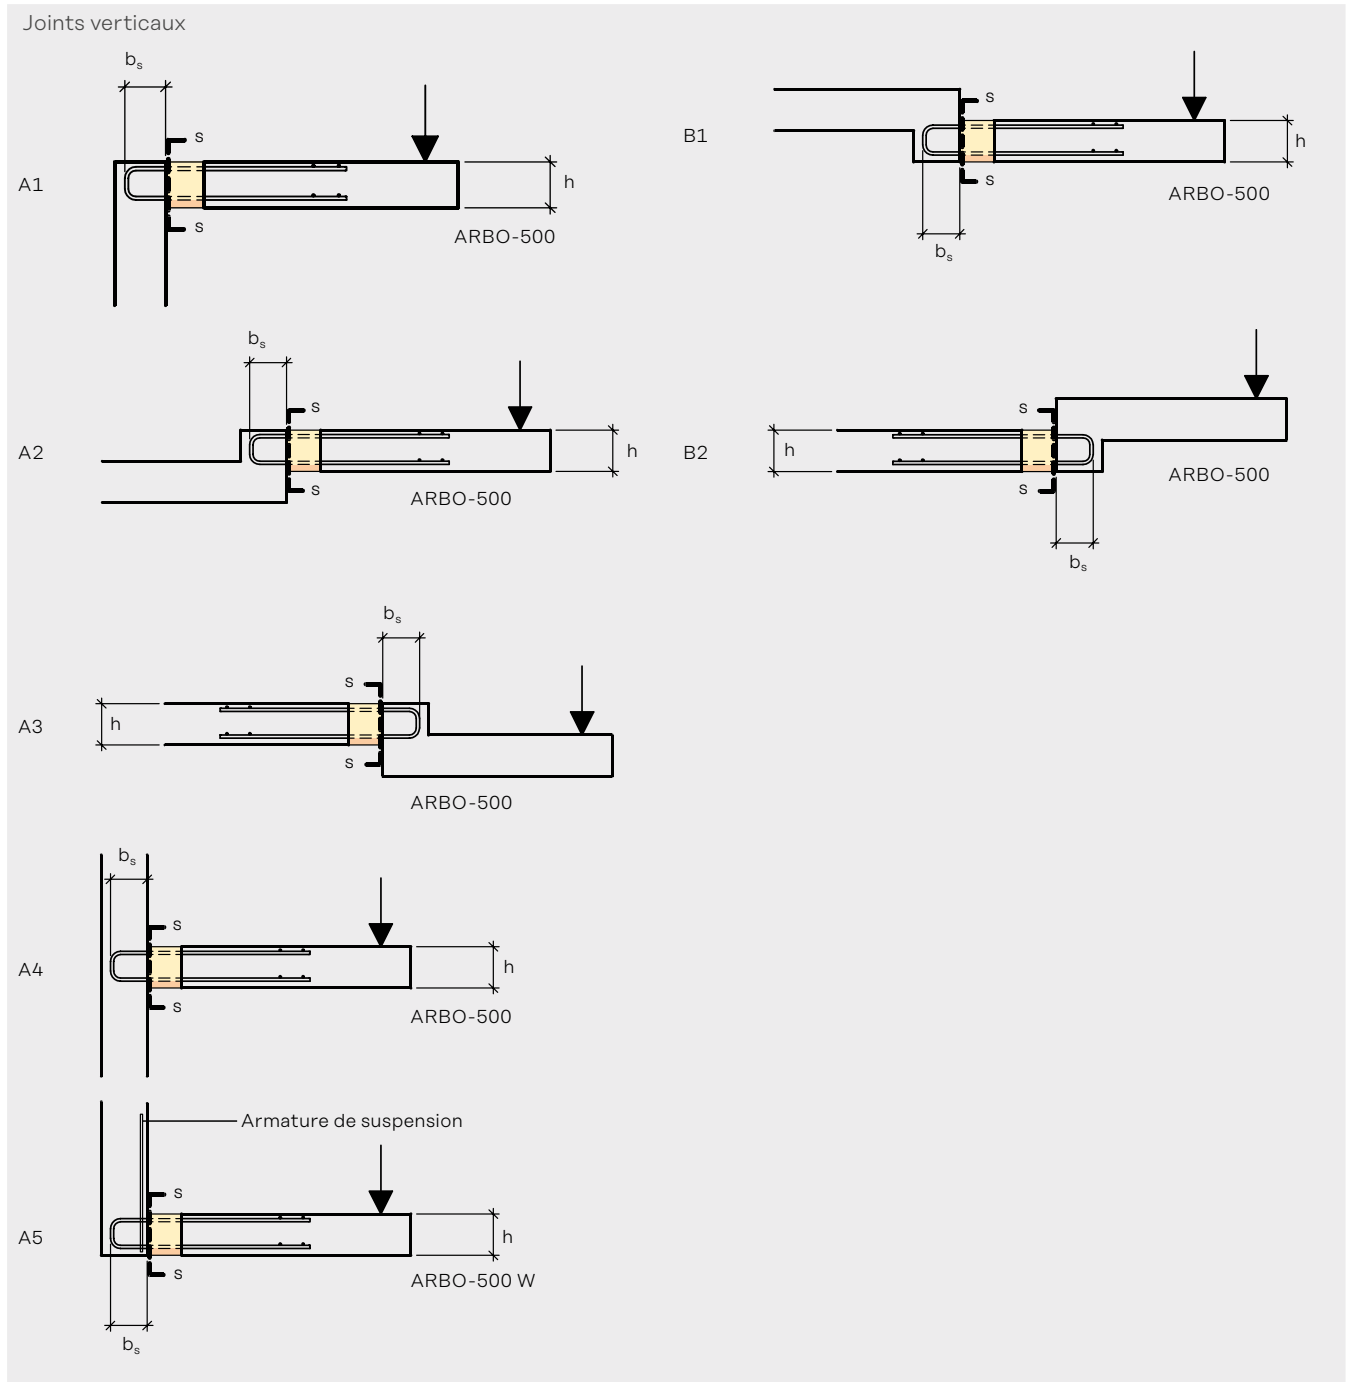 Joints verticaux
bₛ
s
A1
h
s
ARBO-500
s
B1
h
s
ARBO-500
bₛ
bₛ
s
A2
h
s
ARBO-500
s
h
B2
s
ARBO-500
bₛ
bₛ
s
A3
h
s
ARBO-500
bₛ
s
A4
h
s
ARBO-500
Armature de suspension
s
A5
h
s
ARBO-500 W
bₛ